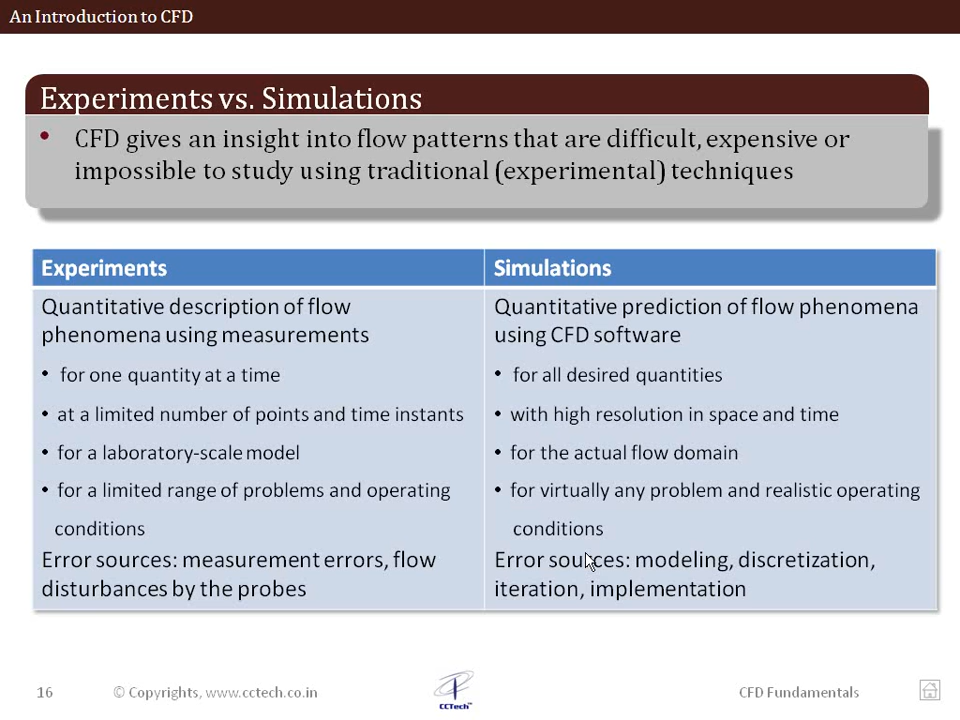 An Introduction to CFD
Experiments vs. Simulations
• CFD gives an insight into flow patterns that are difficult, expensive or
impossible to study using traditional (experimental) techniques
Experiments
Quantitative description of flow
phenomena using measurements
• for one quantity at a time
• at a limited number of points and time instants
• for a laboratory-scale model
• for a limited range of problems and operating
conditions
Error sources: measurement errors, flow
disturbances by the probes
Simulations
Quantitative prediction of flow phenomena
using CFD software
• for all desired quantities
• with high resolution in space and time
• for the actual flow domain
• for virtually any problem and realistic operating
conditions
Error sources: modeling, discretization,
iteration, implementation
16
© Copyrights, www.cctech.co.in
CCTech™
CFD Fundamentals